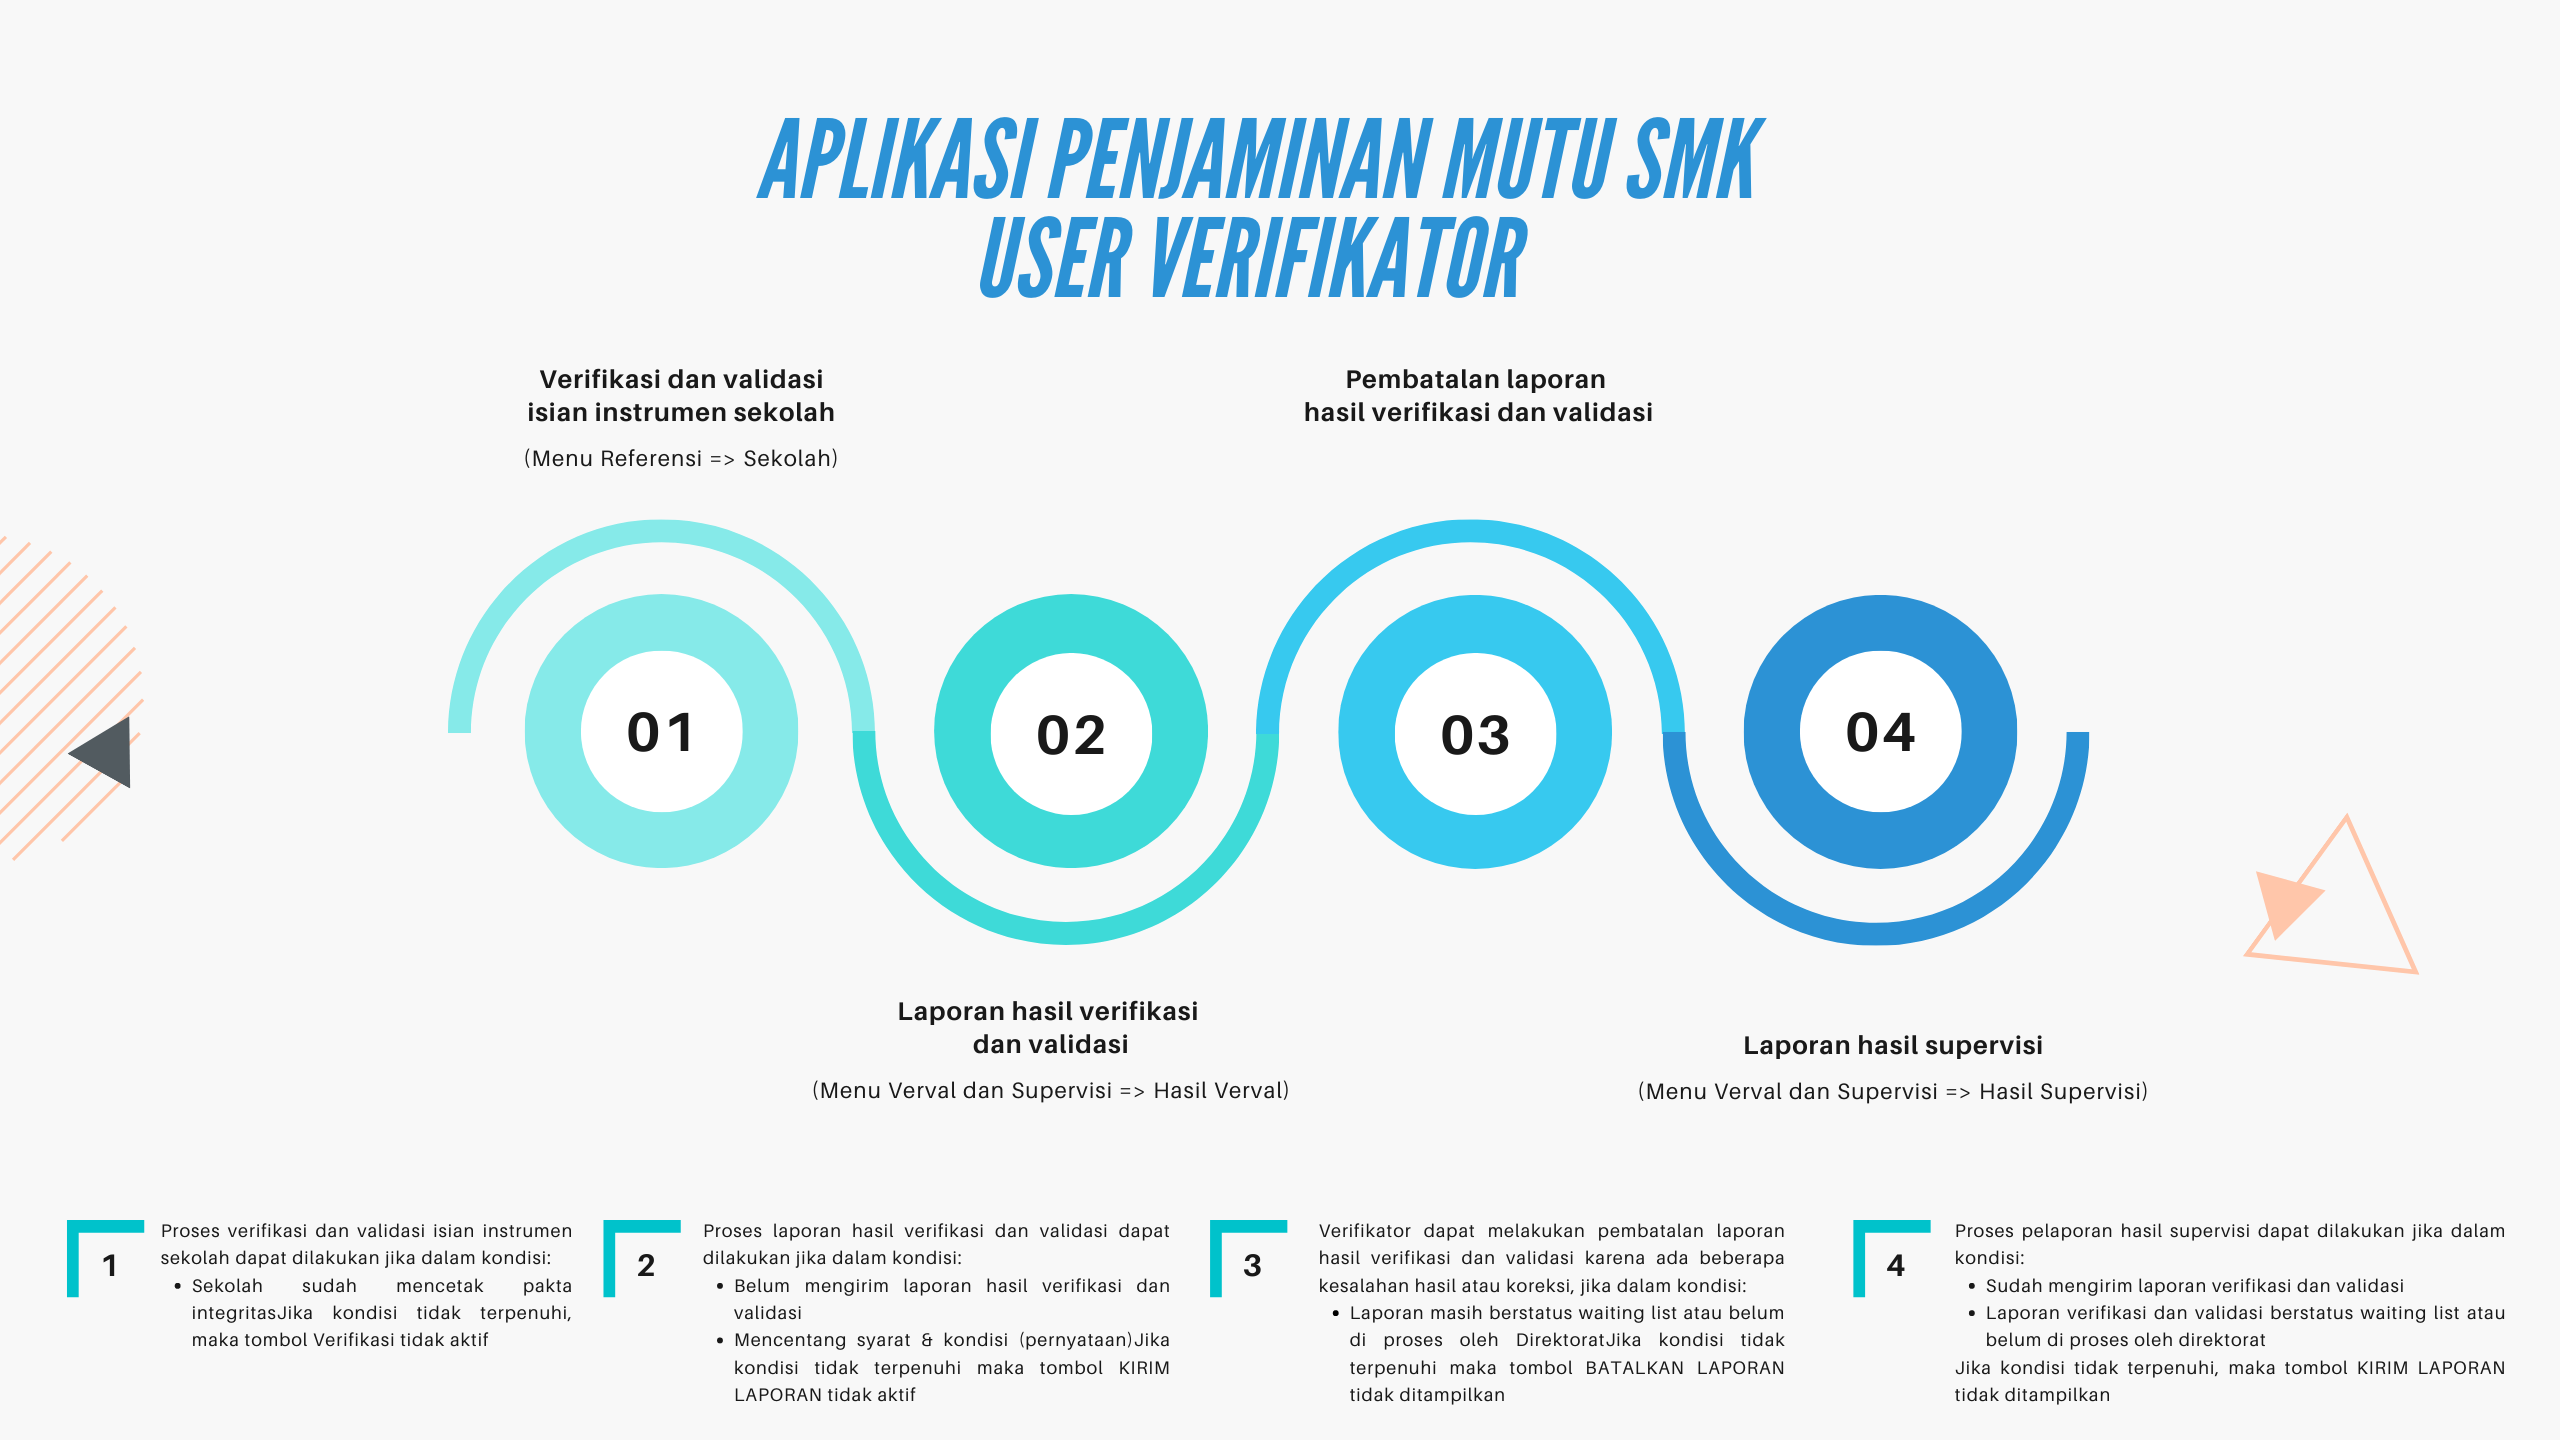 APLIKASI PENJAMINAN MUTU SMK
USER VERIFIKATOR
Verifikasi dan validasi
isian instrumen sekolah
(Menu Referensi => Sekolah)
Pembatalan laporan
hasil verifikasi dan validasi
01
02
03
04
Laporan hasil verifikasi
dan validasi
(Menu Verval dan Supervisi => Hasil Verval)
Laporan hasil supervisi
(Menu Verval dan Supervisi => Hasil Supervisi)
1
Proses verifikasi dan validasi isian instrumen
sekolah dapat dilakukan jika dalam kondisi:
• Sekolah sudah mencetak pakta
integritasJika kondisi tidak terpenuhi,
maka tombol Verifikasi tidak aktif
2
Proses laporan hasil verifikasi dan validasi dapat
dilakukan jika dalam kondisi:
• Belum mengirim laporan hasil verifikasi dan
validasi
• Mencentang syarat & kondisi (pernyataan)Jika
kondisi tidak terpenuhi maka tombol KIRIM
LAPORAN tidak aktif
3
Verifikator dapat melakukan pembatalan laporan
hasil verifikasi dan validasi karena ada beberapa
kesalahan hasil atau koreksi, jika dalam kondisi:
• Laporan masih berstatus waiting list atau belum
di proses oleh DirektoratJika kondisi tidak
terpenuhi maka tombol BATALKAN LAPORAN
tidak ditampilkan
4
Proses pelaporan hasil supervisi dapat dilakukan jika dalam
kondisi:
• Sudah mengirim laporan verifikasi dan validasi
• Laporan verifikasi dan validasi berstatus waiting list atau
belum di proses oleh direktorat
Jika kondisi tidak terpenuhi, maka tombol KIRIM LAPORAN
tidak ditampilkan